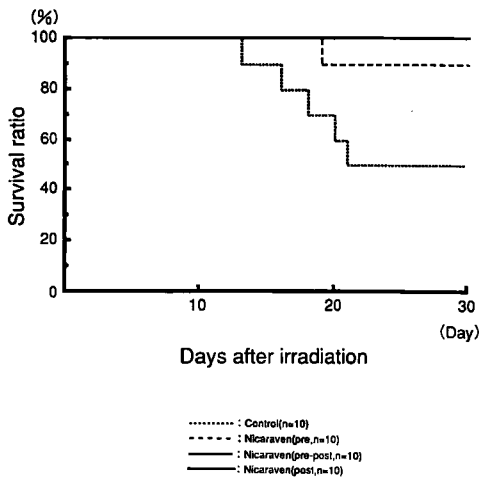 (%)
100
80
60
40
20
0
Survival ratio
10
20
30
(Day)
Days after irradiation
: Control(n=10)
: Nicaraven(pre,n=10)
: Nicaraven(pre-post,n=10)
: Nicaraven(post,n=10)